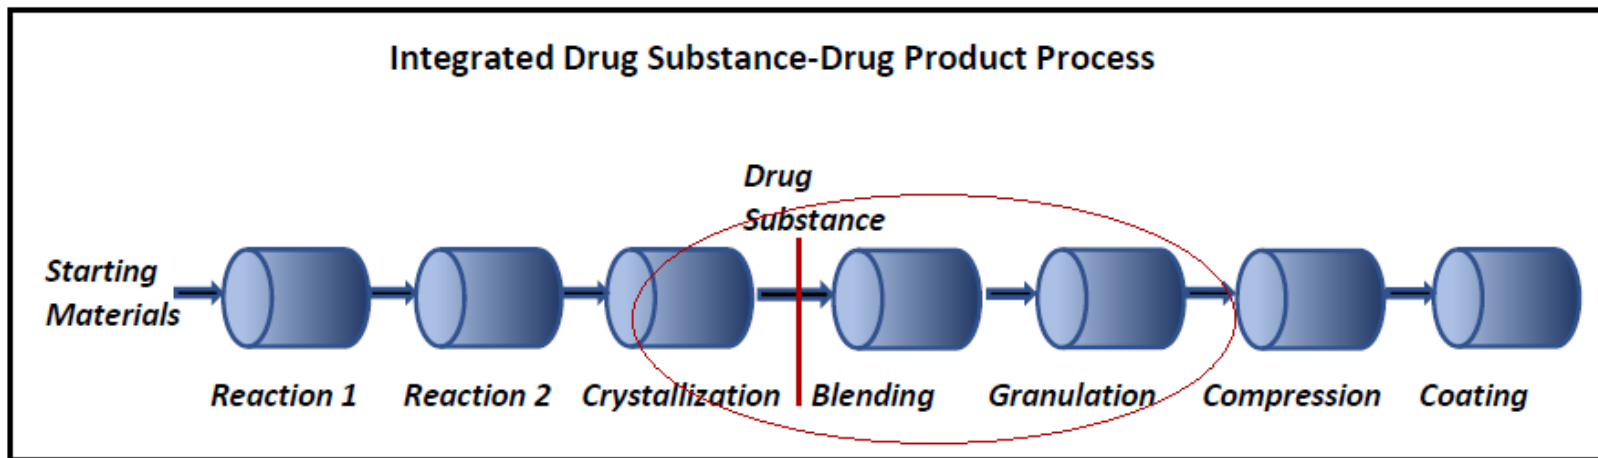 Integrated Drug Substance-Drug Product Process
Drug
Substance
Starting
Materials
Reaction 1
Reaction 2
Crystallization
Blending
Granulation
Compression
Coating